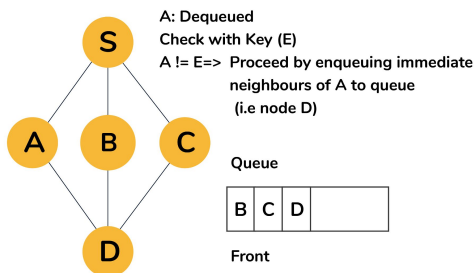 A: Dequeued
Check with Key (E)
A != E=> Proceed by enqueuing immediate
neighbours of A to queue
(i.e node D)
S
A B C
D
Queue
B C D
Front